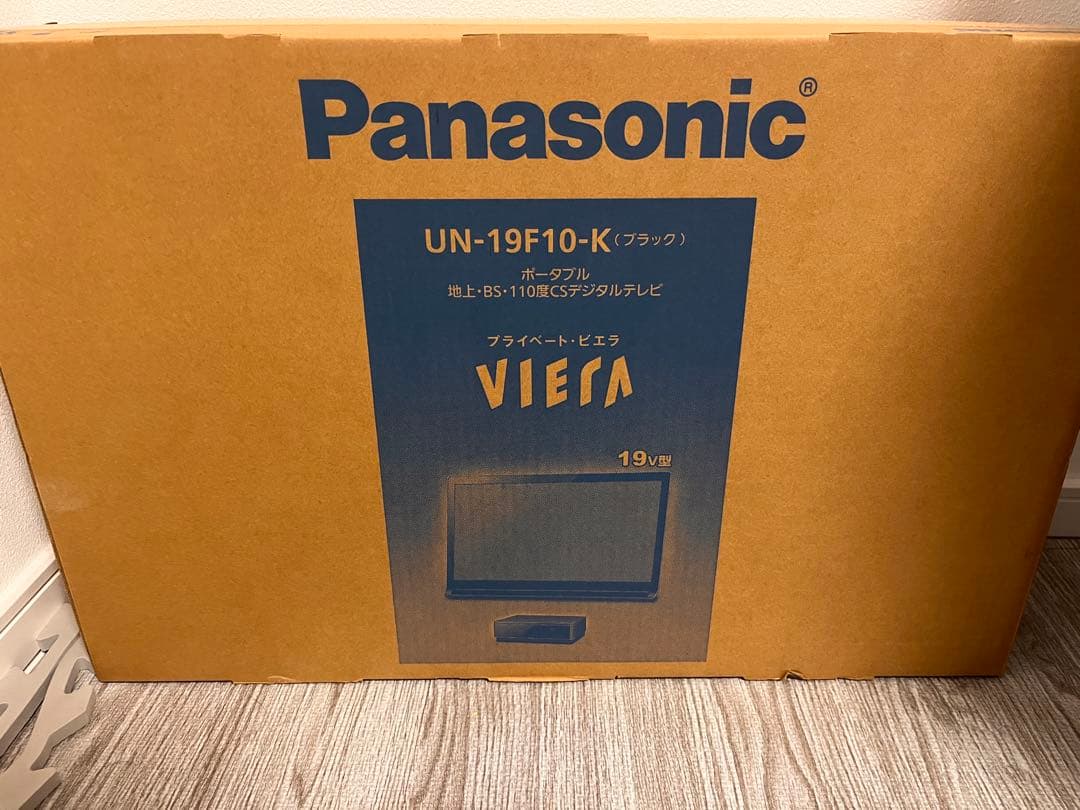 Panasonic®
UN-19F10-K（ブラック）
ポータブル
地上・BS・110度CSデジタルテレビ
プライベート・ビエラ
VIERA
19V型